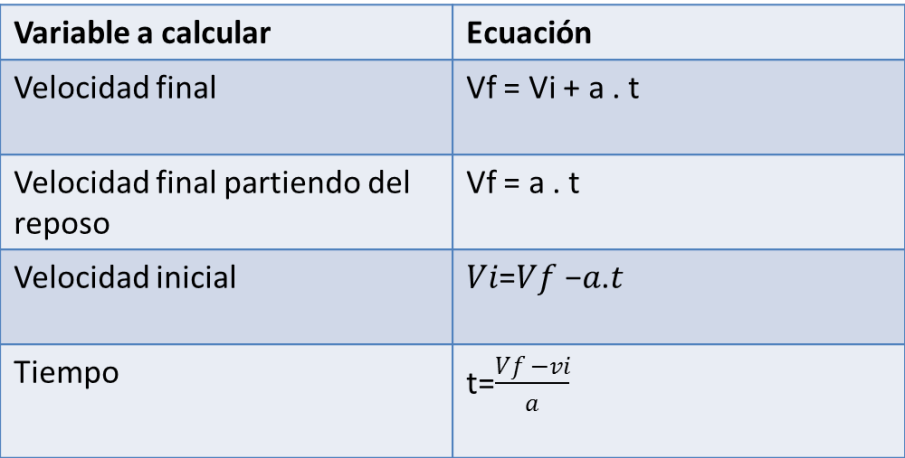 Variable a calcular
Ecuación
Velocidad final
Vf = Vi + a . t
Velocidad final partiendo del
reposo
Vf = a . t
Velocidad inicial
Vi=Vf −a.t
Tiempo
t=\frac{Vf −vi}{a}